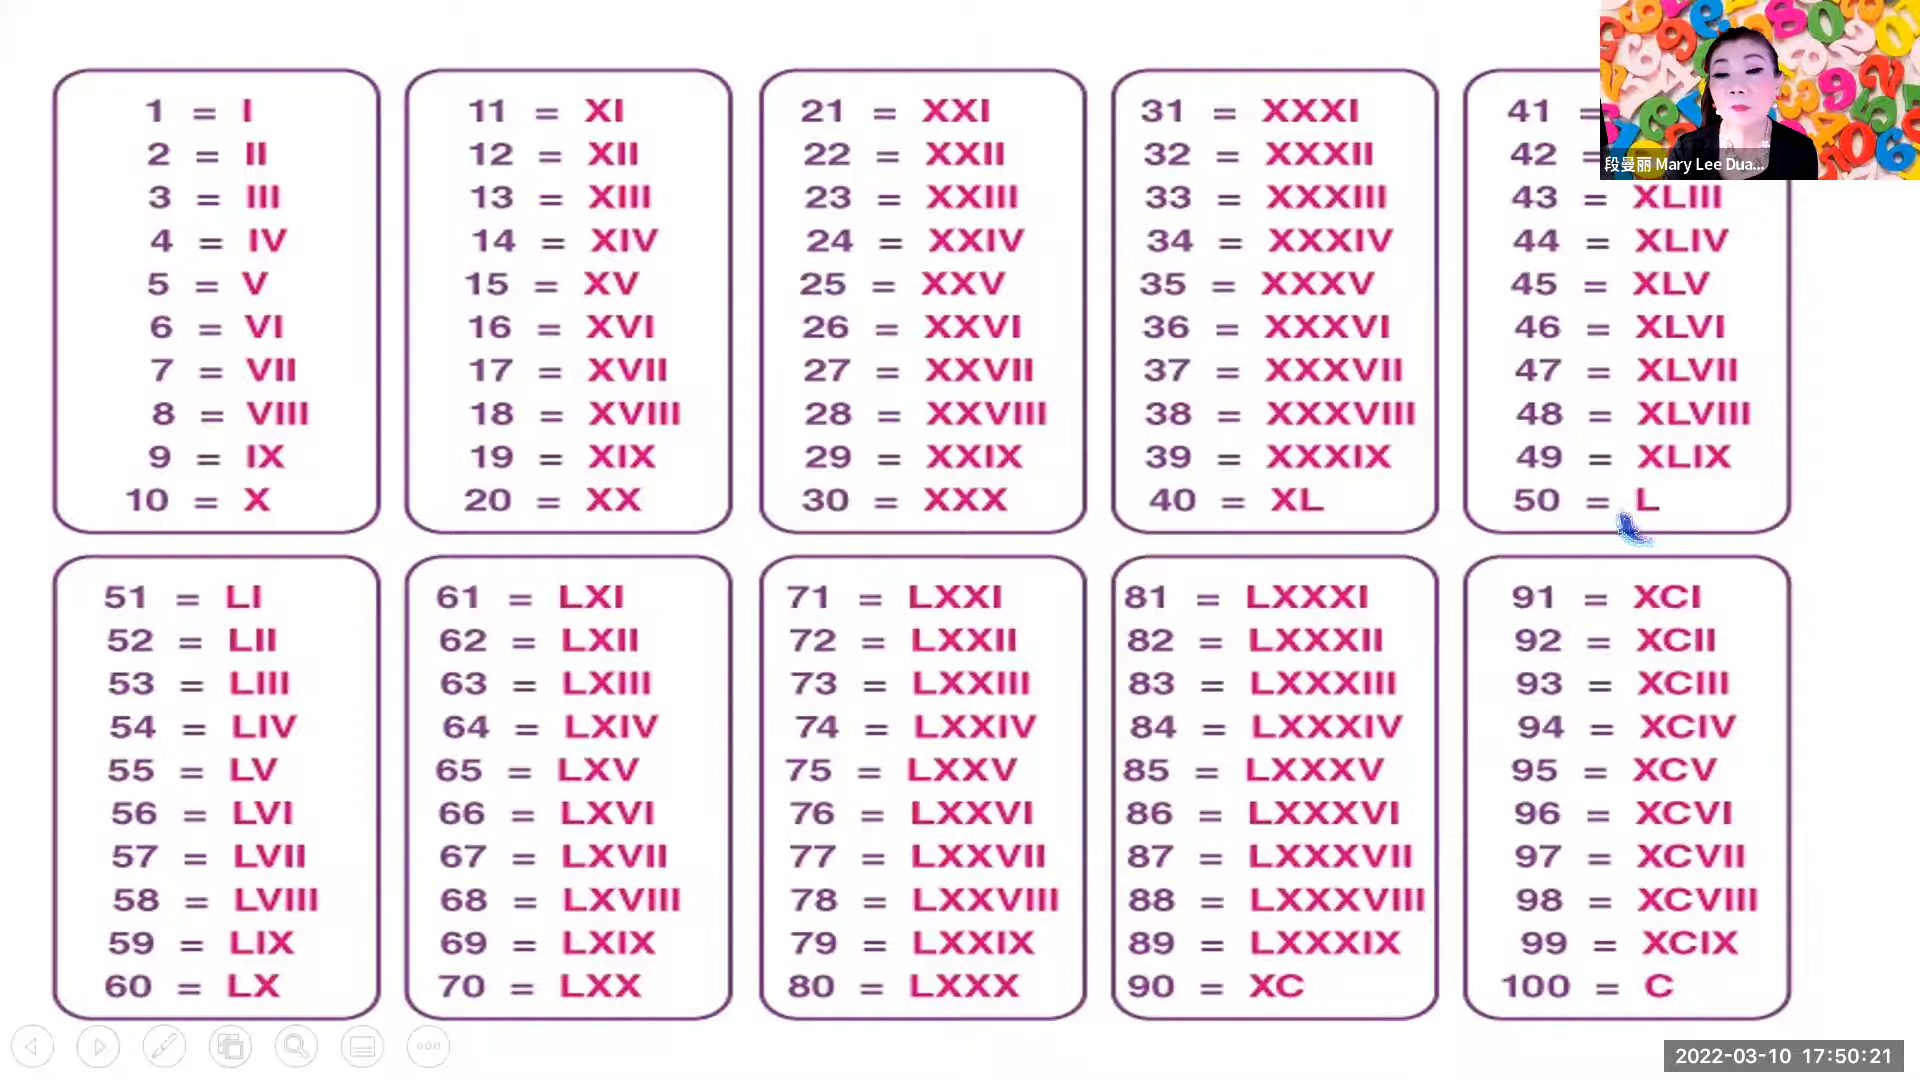 1 = I
2 = II
3 = III
4 = IV
5 = V
6 = VI
7 = VII
8 = VIII
9 = IX
10 = X
11 = XI
12 = XII
13 = XIII
14 = XIV
15 = XV
16 = XVI
17 = XVII
18 = XVIII
19 = XIX
20 = XX
21 = XXI
22 = XXII
23 = XXIII
24 = XXIV
25 = XXV
26 = XXVI
27 = XXVII
28 = XXVIII
29 = XXIX
30 = XXX
31 = XXXI
32 = XXXII
33 = XXXIII
34 = XXXIV
35 = XXXV
36 = XXXVI
37 = XXXVII
38 = XXXVIII
39 = XXXIX
40 = XL
41 =
42 =
43 = XLIII
44 = XLIV
45 = XLV
46 = XLVI
47 = XLVII
48 = XLVIII
49 = XLIX
50 = L
段曼丽 Mary Lee Dua...
51 = LI
52 = LII
53 = LIII
54 = LIV
55 = LV
56 = LVI
57 = LVII
58 = LVIII
59 = LIX
60 = LX
61 = LXI
62 = LXII
63 = LXIII
64 = LXIV
65 = LXV
66 = LXVI
67 = LXVII
68 = LXVIII
69 = LXIX
70 = LXX
71 = LXXI
72 = LXXII
73 = LXXIII
74 = LXXIV
75 = LXXV
76 = LXXVI
77 = LXXVII
78 = LXXVIII
79 = LXXIX
80 = LXXX
81 = LXXXI
82 = LXXXII
83 = LXXXIII
84 = LXXXIV
85 = LXXXV
86 = LXXXVI
87 = LXXXVII
88 = LXXXVIII
89 = LXXXIX
90 = XC
91 = XCI
92 = XCII
93 = XCIII
94 = XCIV
95 = XCV
96 = XCVI
97 = XCVII
98 = XCVIII
99 = XCIX
100 = C
2022-03-10 17:50:21